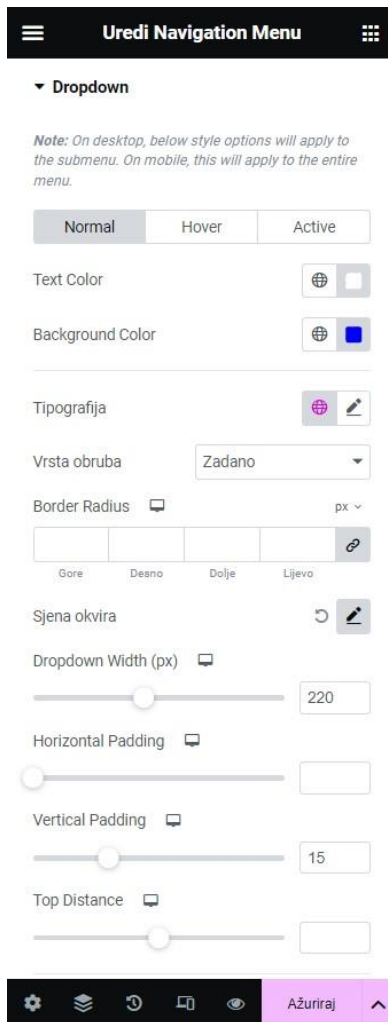 Uredi Navigation Menu
Dropdown
Note: On desktop, below style options will apply to
the submenu. On mobile, this will apply to the entire
menu.
Normal Hover Active
Text Color
Background Color
Tipografija
Vrsta obruba Zadano
Border Radius px
Gore Desno Dolje Lijevo
Sjena okvira
Dropdown Width (px)
220
Horizontal Padding
Vertical Padding
15
Top Distance
Ažuriraj